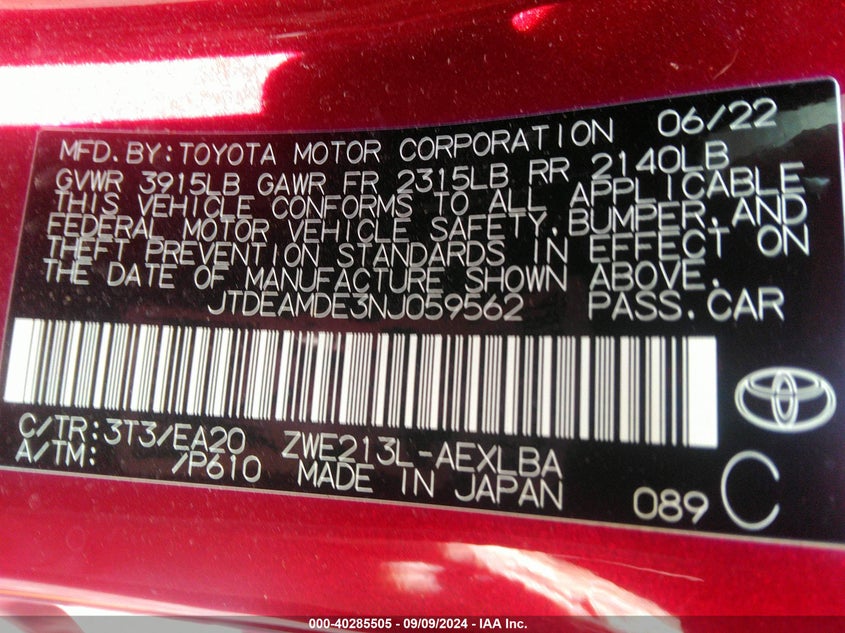 MFD.BY:TOYOTA MOTOR CORPORATION 06/22
GVWR 3915LB GAWR FR 2315LB RR 2140LB
THIS VEHICLE CONFORMS TO ALL APPLICABLE
FEDERAL MOTOR VEHICLE SAFETY,BUMPER,AND
THEFT PREVENTION STANDARDS IN EFFECT ON
THE DATE OF MANUFACTURE SHOWN ABOVE.
JTDEAMDE3NJ059562 PASS.CAR
C/TR:3T3/EA20 ZWE213L-AEXLBA
A/TM: /P610 MADE IN JAPAN 089 C
000-40285505 - 09/09/2024 - IAA Inc.